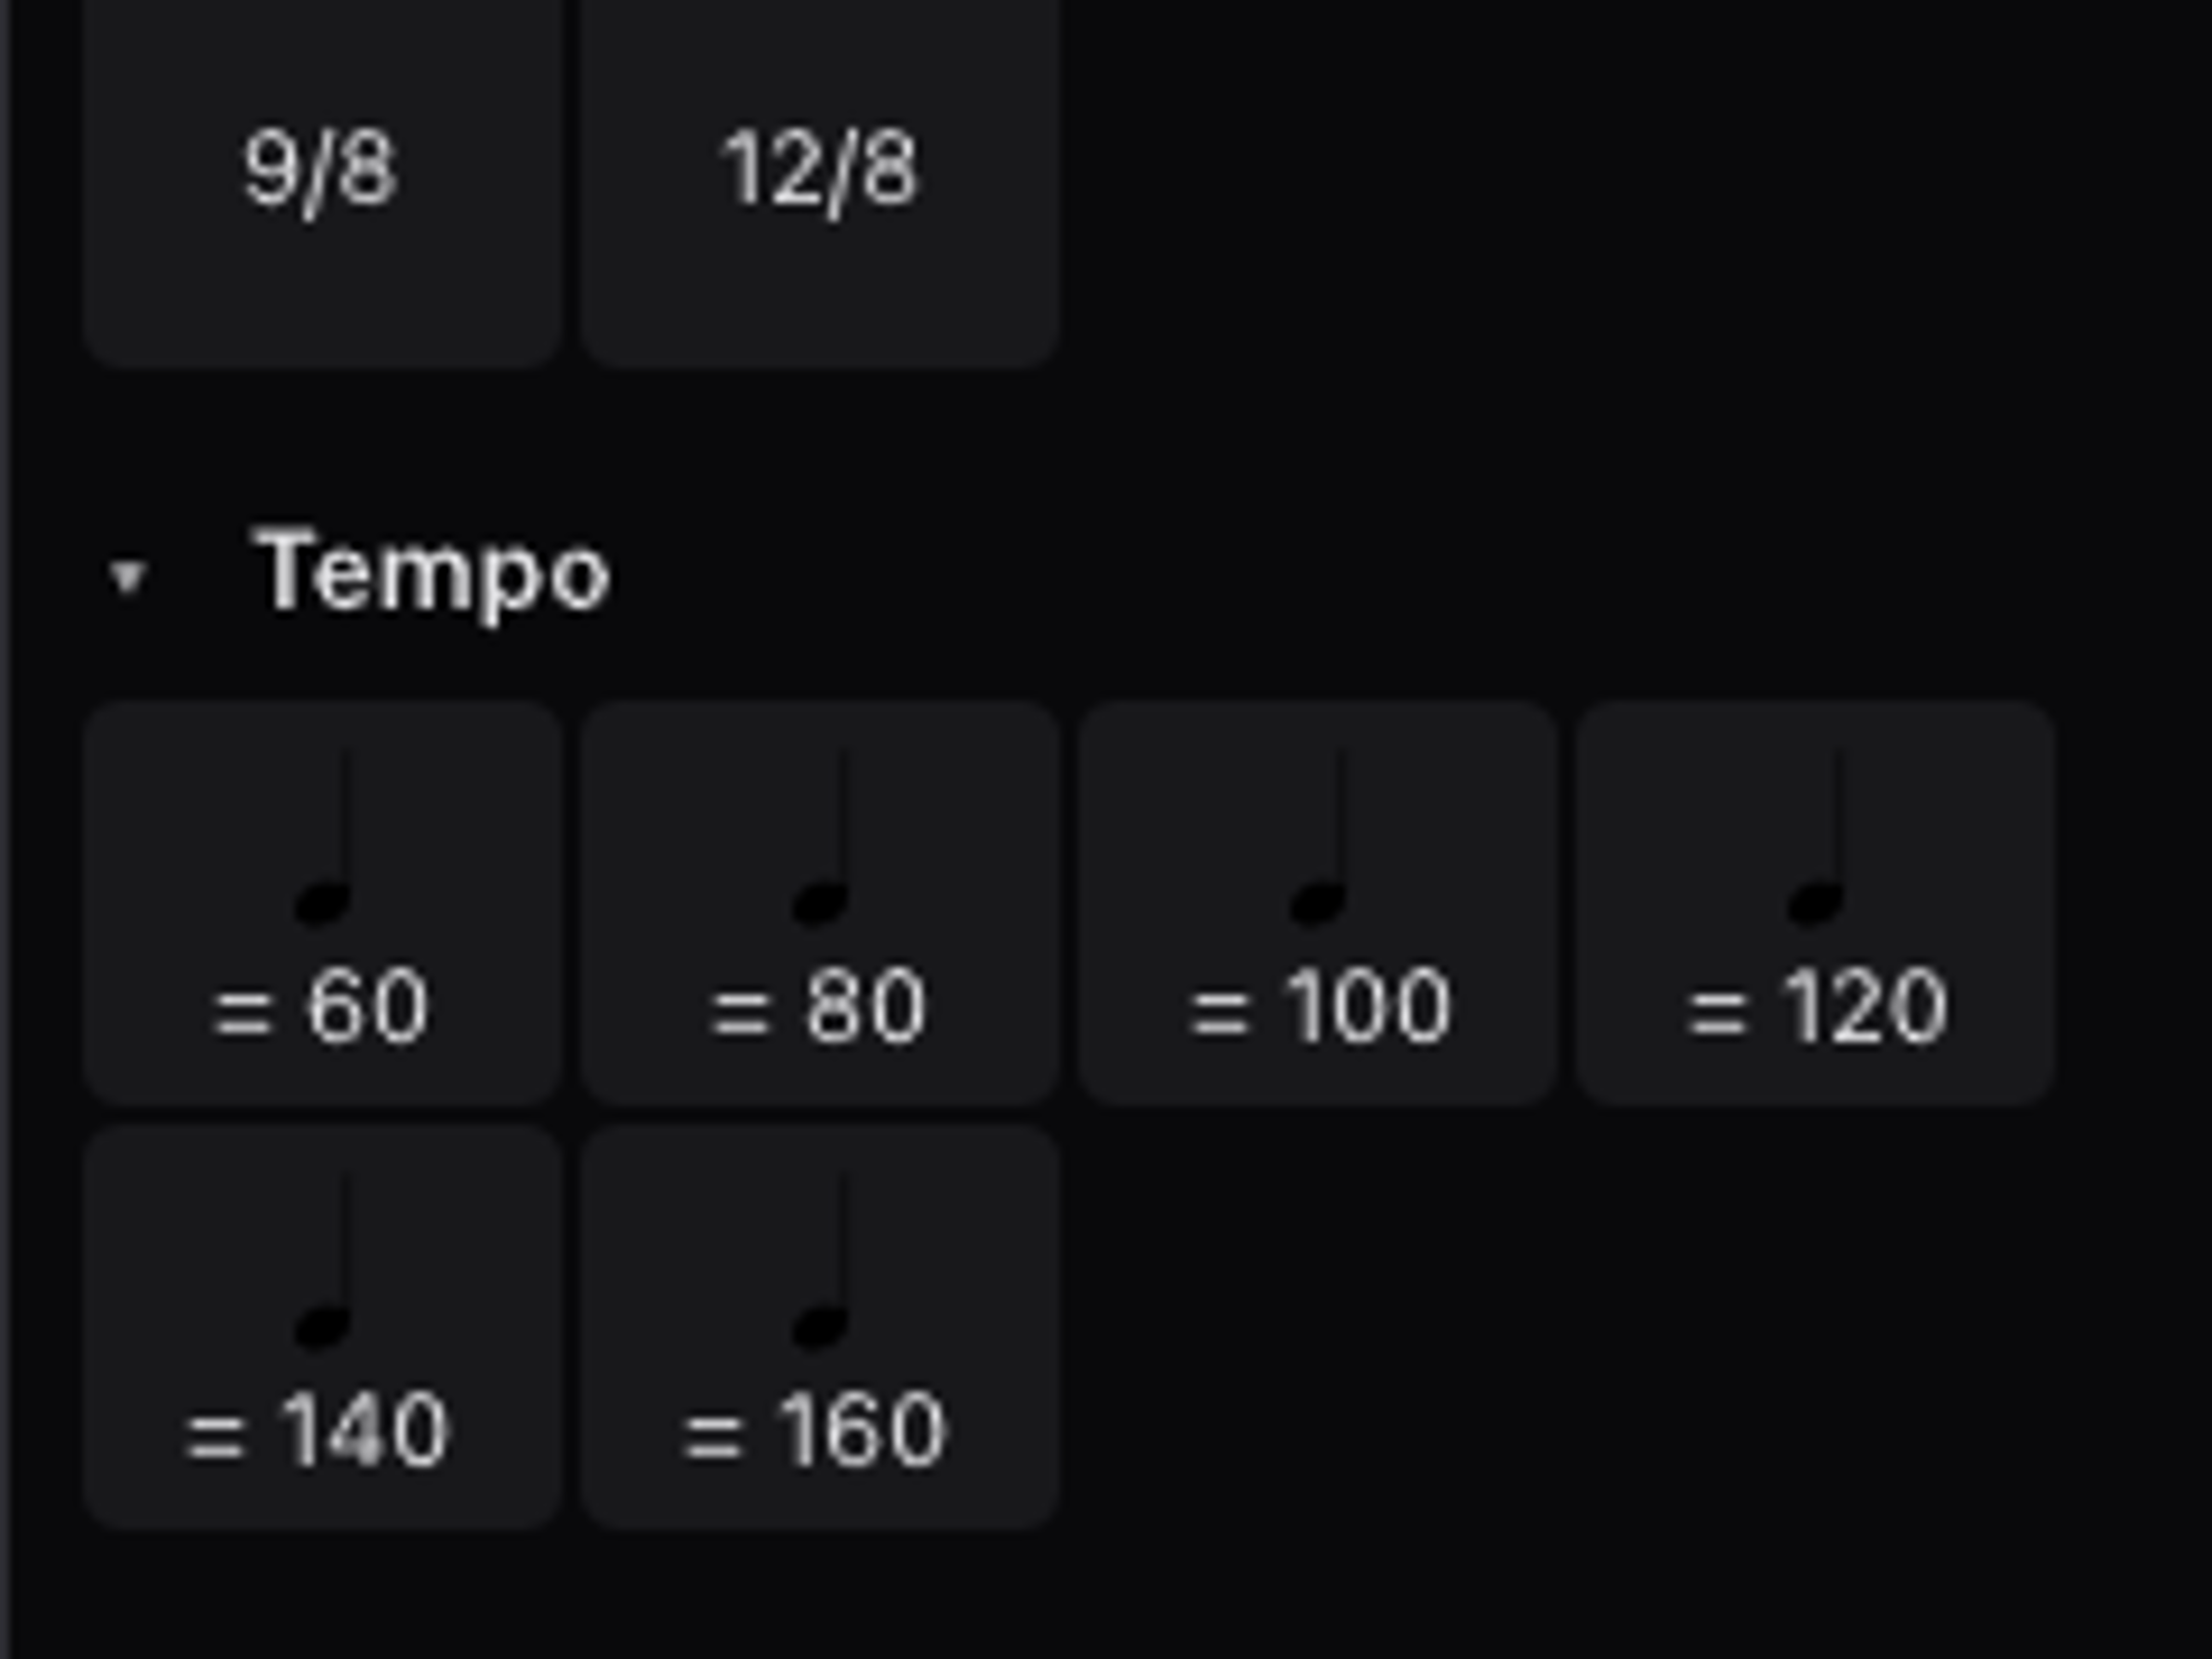 9/8 12/8
Tempo
= 60 = 80 = 100 = 120
= 140 = 160